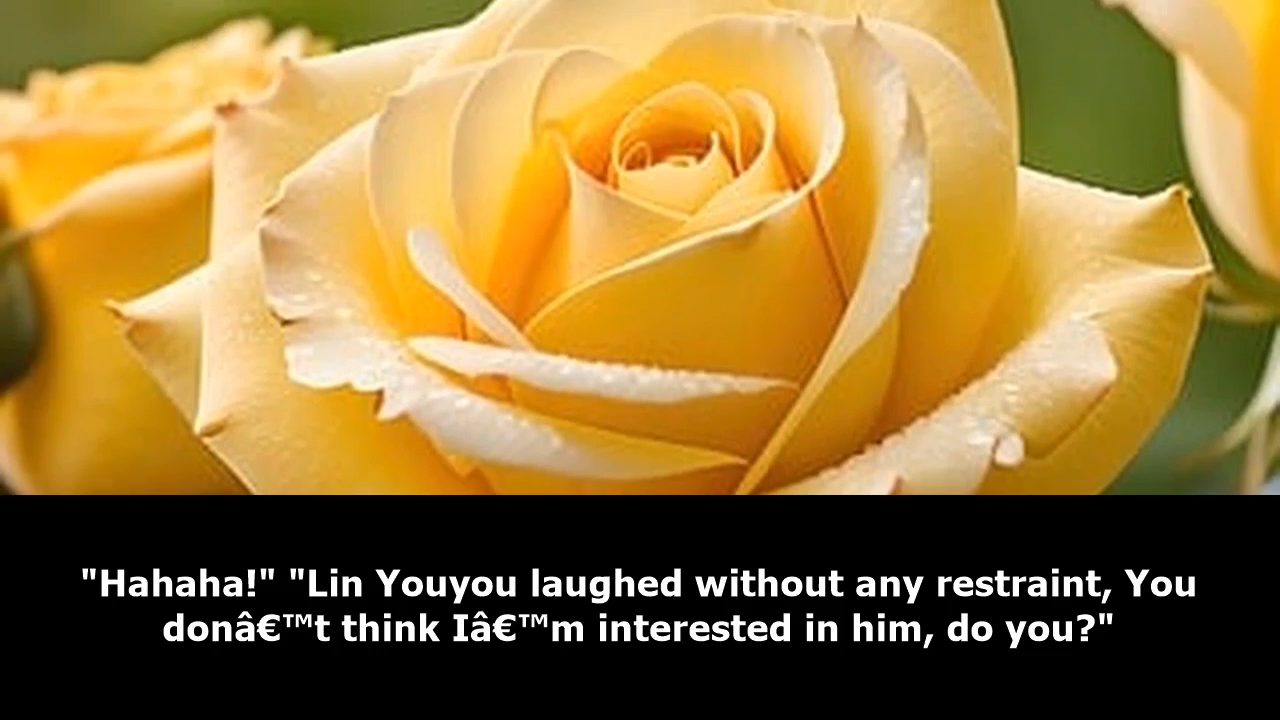 "Hahaha!" "Lin Youyou laughed without any restraint, You
donâ€™t think Iâ€™m interested in him, do you?"